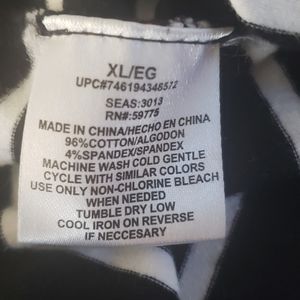 XL/EG
UPC#746194348572
SEAS:3013
RN#:59775
MADE IN CHINA/HECHO EN CHINA
96%COTTON/ALGODON
4%SPANDEX/SPANDEX
MACHINE WASH COLD GENTLE
CYCLE WITH SIMILAR COLORS
USE ONLY NON-CHLORINE BLEACH
WHEN NEEDED
TUMBLE DRY LOW
COOL IRON ON REVERSE
IF NECCESARY